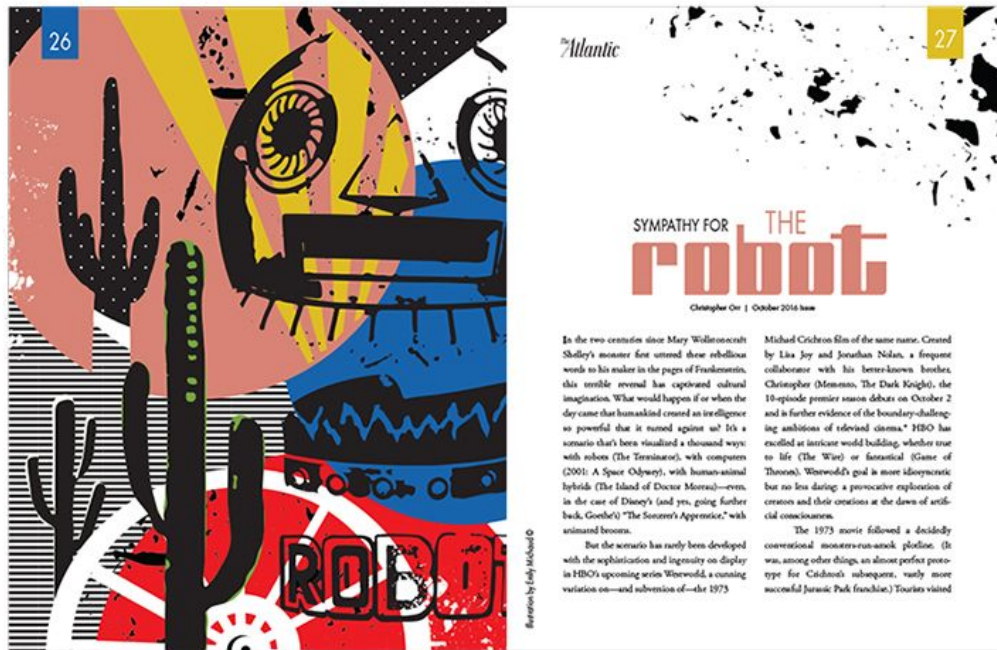 26
ROBOT
Illustration by Emily Michaud ©
The Atlantic
27
SYMPATHY FOR THE
robot
Christopher Orr | October 2016 Issue
In the two centuries since Mary Wollstonecraft
Shelley's monster first uttered these rebellious
words to his maker in the pages of Frankenstein,
this terrible reversal has captivated cultural
imagination. What would happen if or when the
day came that humankind created an intelligence
so powerful that it turned against us? It's a
scenario that's been visualized a thousand ways:
with robots (The Terminator), with computers
(2001: A Space Odyssey), with human-animal
hybrids (The Island of Doctor Moreau)—even,
in the case of Disney's (and yes, going further
back, Goethe's) "The Sorcerer's Apprentice," with
animated brooms.
But the scenario has rarely been developed
with the sophistication and ingenuity on display
in HBO's upcoming series Westworld, a cunning
variation on—and subversion of—the 1973
Michael Crichton film of the same name. Created
by Lisa Joy and Jonathan Nolan, a frequent
collaborator with his better-known brother,
Christopher (Memento, The Dark Knight), the
10-episode premier season debuts on October 2
and is further evidence of the boundary-challeng-
ing ambitions of televised cinema.* HBO has
excelled at intricate world building, whether true
to life (The Wire) or fantastical (Game of
Thrones). Westworld's goal is more idiosyncratic
but no less daring: a provocative exploration of
creators and their creations at the dawn of artifi-
cial consciousness.
The 1973 movie followed a decidedly
conventional monsters-run-amok plotline. (It
was, among other things, an almost perfect proto-
type for Crichton's subsequent, vastly more
successful Jurassic Park franchise.) Tourists visited